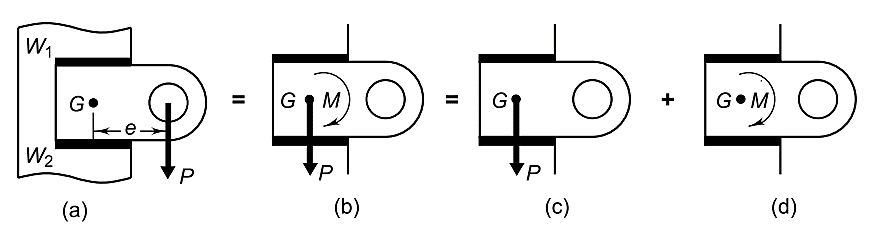 W1
G
e
W2
P
(a)
=
G M
P
(b)
=
G
P
(c)
+
G M
(d)